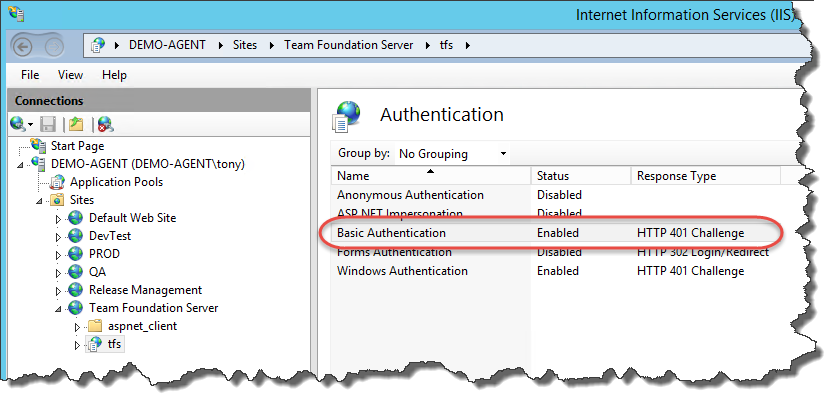 Internet Information Services (IIS)
DEMO-AGENT Sites Team Foundation Server tfs
File View Help
Connections
Start Page
DEMO-AGENT (DEMO-AGENT\tony)
Application Pools
Sites
Default Web Site
DevTest
PROD
QA
Release Management
Team Foundation Server
aspnet_client
tfs
Authentication
Group by: No Grouping
Name Status Response Type
Anonymous Authentication Disabled
ASP.NET Impersonation Disabled
Basic Authentication Enabled HTTP 401 Challenge
Forms Authentication Disabled HTTP 302 Login/Redirect
Windows Authentication Enabled HTTP 401 Challenge